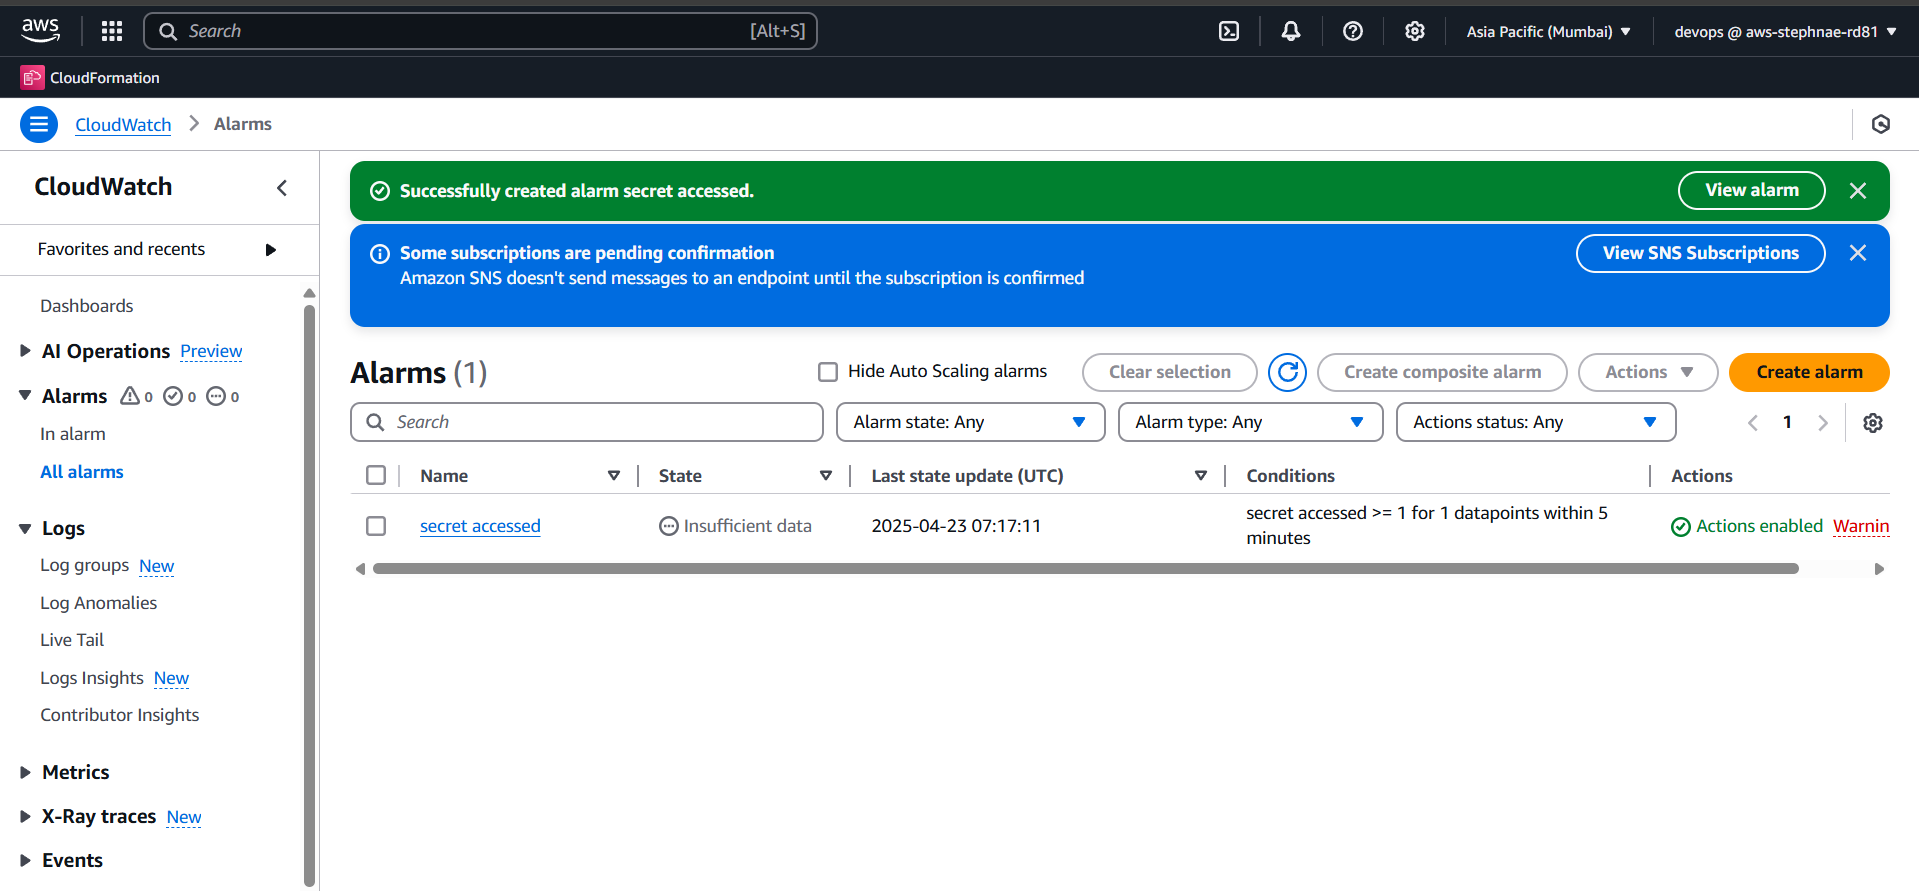 aws
Search [Alt+S]
Asia Pacific (Mumbai)
devops @ aws-stephnae-rd81
CloudFormation
CloudWatch
Alarms
CloudWatch
Favorites and recents
Dashboards
AI Operations Preview
Alarms 0 0 0
In alarm
All alarms
Logs
Log groups New
Log Anomalies
Live Tail
Logs Insights New
Contributor Insights
Metrics
X-Ray traces New
Events
Successfully created alarm secret accessed.
View alarm
Some subscriptions are pending confirmation
Amazon SNS doesn't send messages to an endpoint until the subscription is confirmed
View SNS Subscriptions
Alarms (1)
Hide Auto Scaling alarms
Clear selection
Create composite alarm
Actions
Create alarm
Search
Alarm state: Any
Alarm type: Any
Actions status: Any
1
Name State Last state update (UTC) Conditions Actions
secret accessed
Insufficient data
2025-04-23 07:17:11
secret accessed >= 1 for 1 datapoints within 5
minutes
Actions enabled Warnin